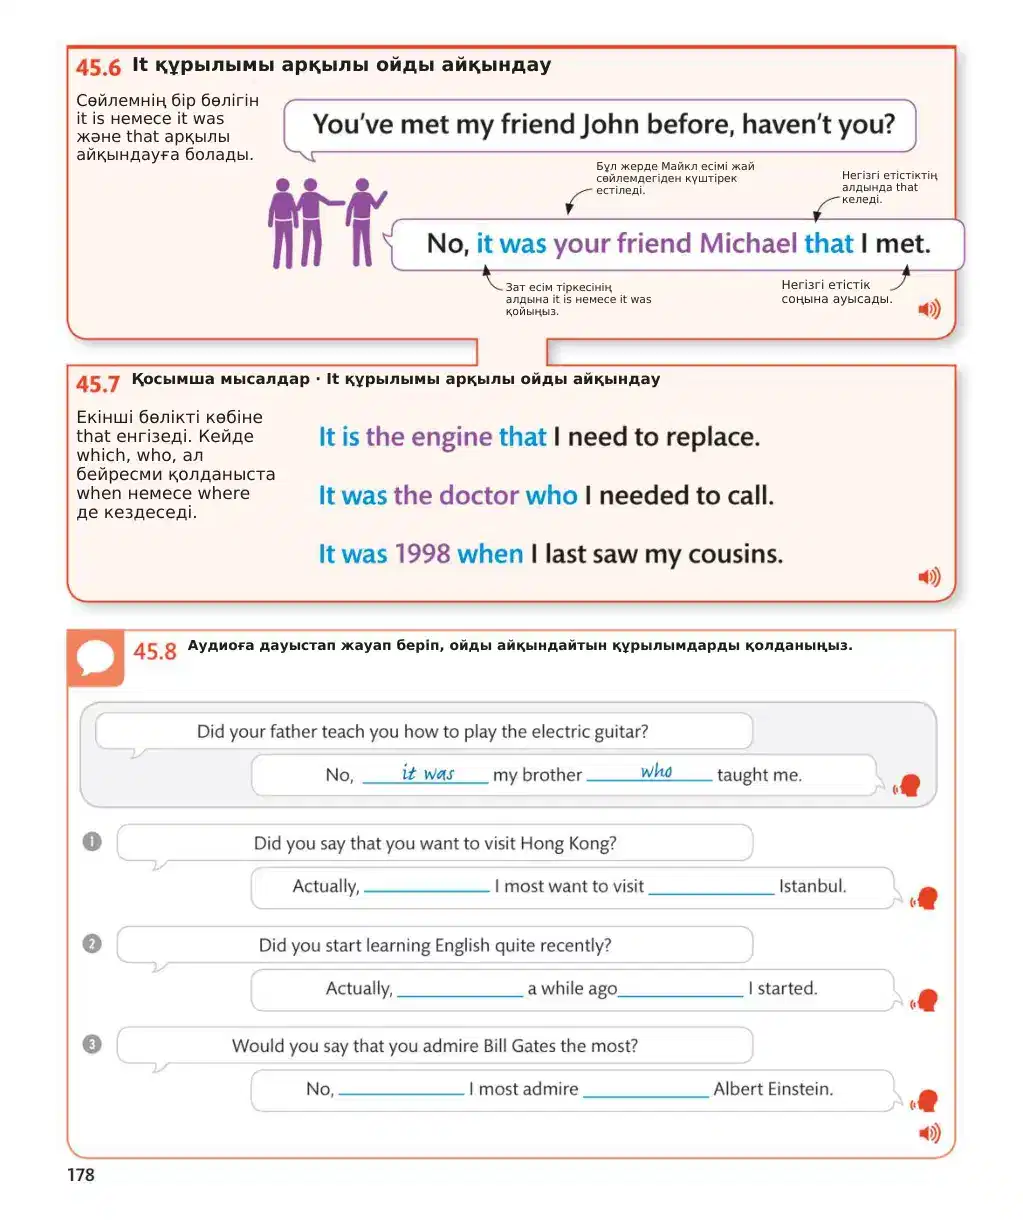 45.6 It құрылымы арқылы ойды айқындау
Сөйлемнің бір бөлігін
it is немесе it was
және that арқылы
айқындауға болады.
You've met my friend John before, haven't you?
Бұл жерде Майкл есімі жай
сөйлемдегіден күштірек
естіледі.
Негізгі етістіктің
алдында that
келеді.
No, it was your friend Michael that I met.
Зат есім тіркесінің
алдына it is немесе it was
қойыңыз.
Негізгі етістік
соңына ауысады.
45.7 Қосымша мысалдар · It құрылымы арқылы ойды айқындау
Екінші бөлікті көбіне
that енгізеді. Кейде
which, who, ал
бейресми қолданыста
when немесе where
де кездеседі.
It is the engine that I need to replace.
It was the doctor who I needed to call.
It was 1998 when I last saw my cousins.
45.8 Аудиоға дауыстап жауап беріп, ойды айқындайтын құрылымдарды қолданыңыз.
Did your father teach you how to play the electric guitar?
No, it was my brother who taught me.
1 Did you say that you want to visit Hong Kong?
Actually, ____________ I most want to visit ____________ Istanbul.
2 Did you start learning English quite recently?
Actually, ____________ a while ago ____________ I started.
3 Would you say that you admire Bill Gates the most?
No, ____________ I most admire ____________ Albert Einstein.
178